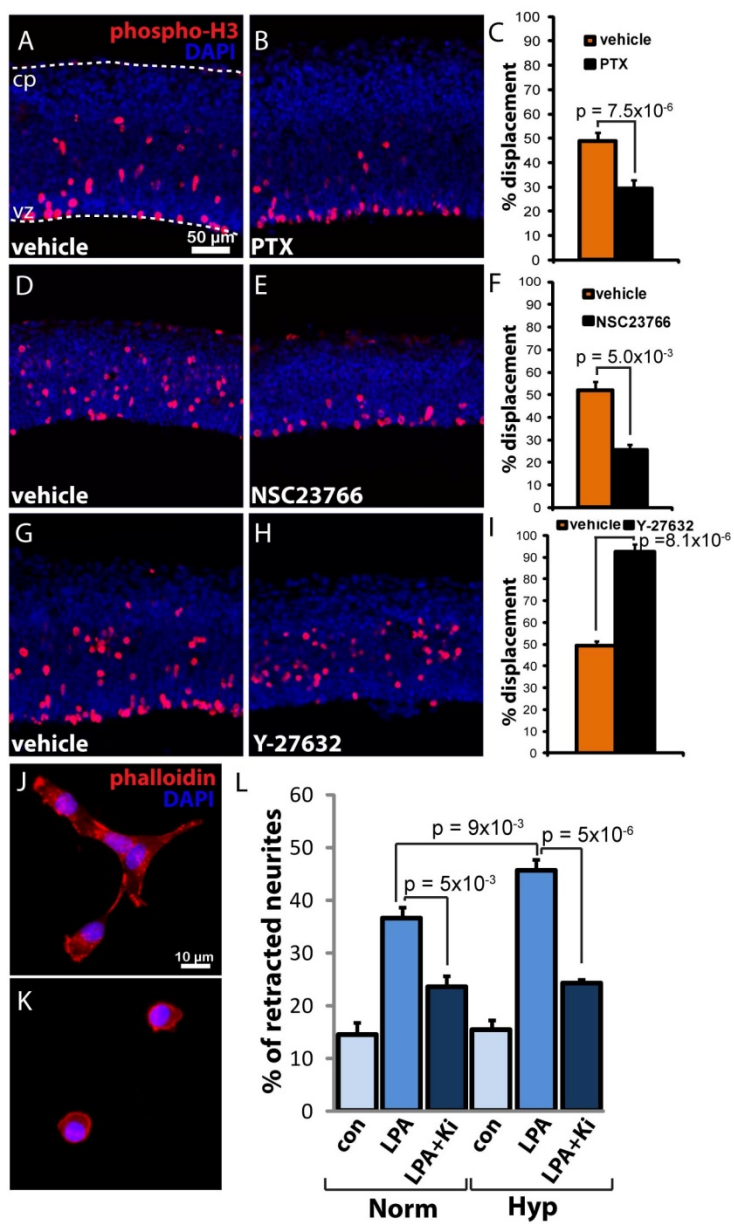 A
phospho-H3
DAPI
cp
vz
vehicle
50 µm
B
PTX
C
vehicle
PTX
p = 7.5x10-6
% displacement
100
90
80
70
60
50
40
30
20
10
0
D
vehicle
E
NSC23766
F
vehicle
NSC23766
p = 5.0x10-3
% displacement
100
90
80
70
60
50
40
30
20
10
0
G
vehicle
H
Y-27632
I
vehicle Y-27632
p =8.1x10-6
% displacement
100
90
80
70
60
50
40
30
20
10
0
J
phalloidin
DAPI
10 µm
K
L
% of retracted neurites
60
50
40
30
20
10
0
p = 9x10-3
p = 5x10-6
p = 5x10-3
con LPA LPA+Ki con LPA LPA+Ki
Norm Hyp